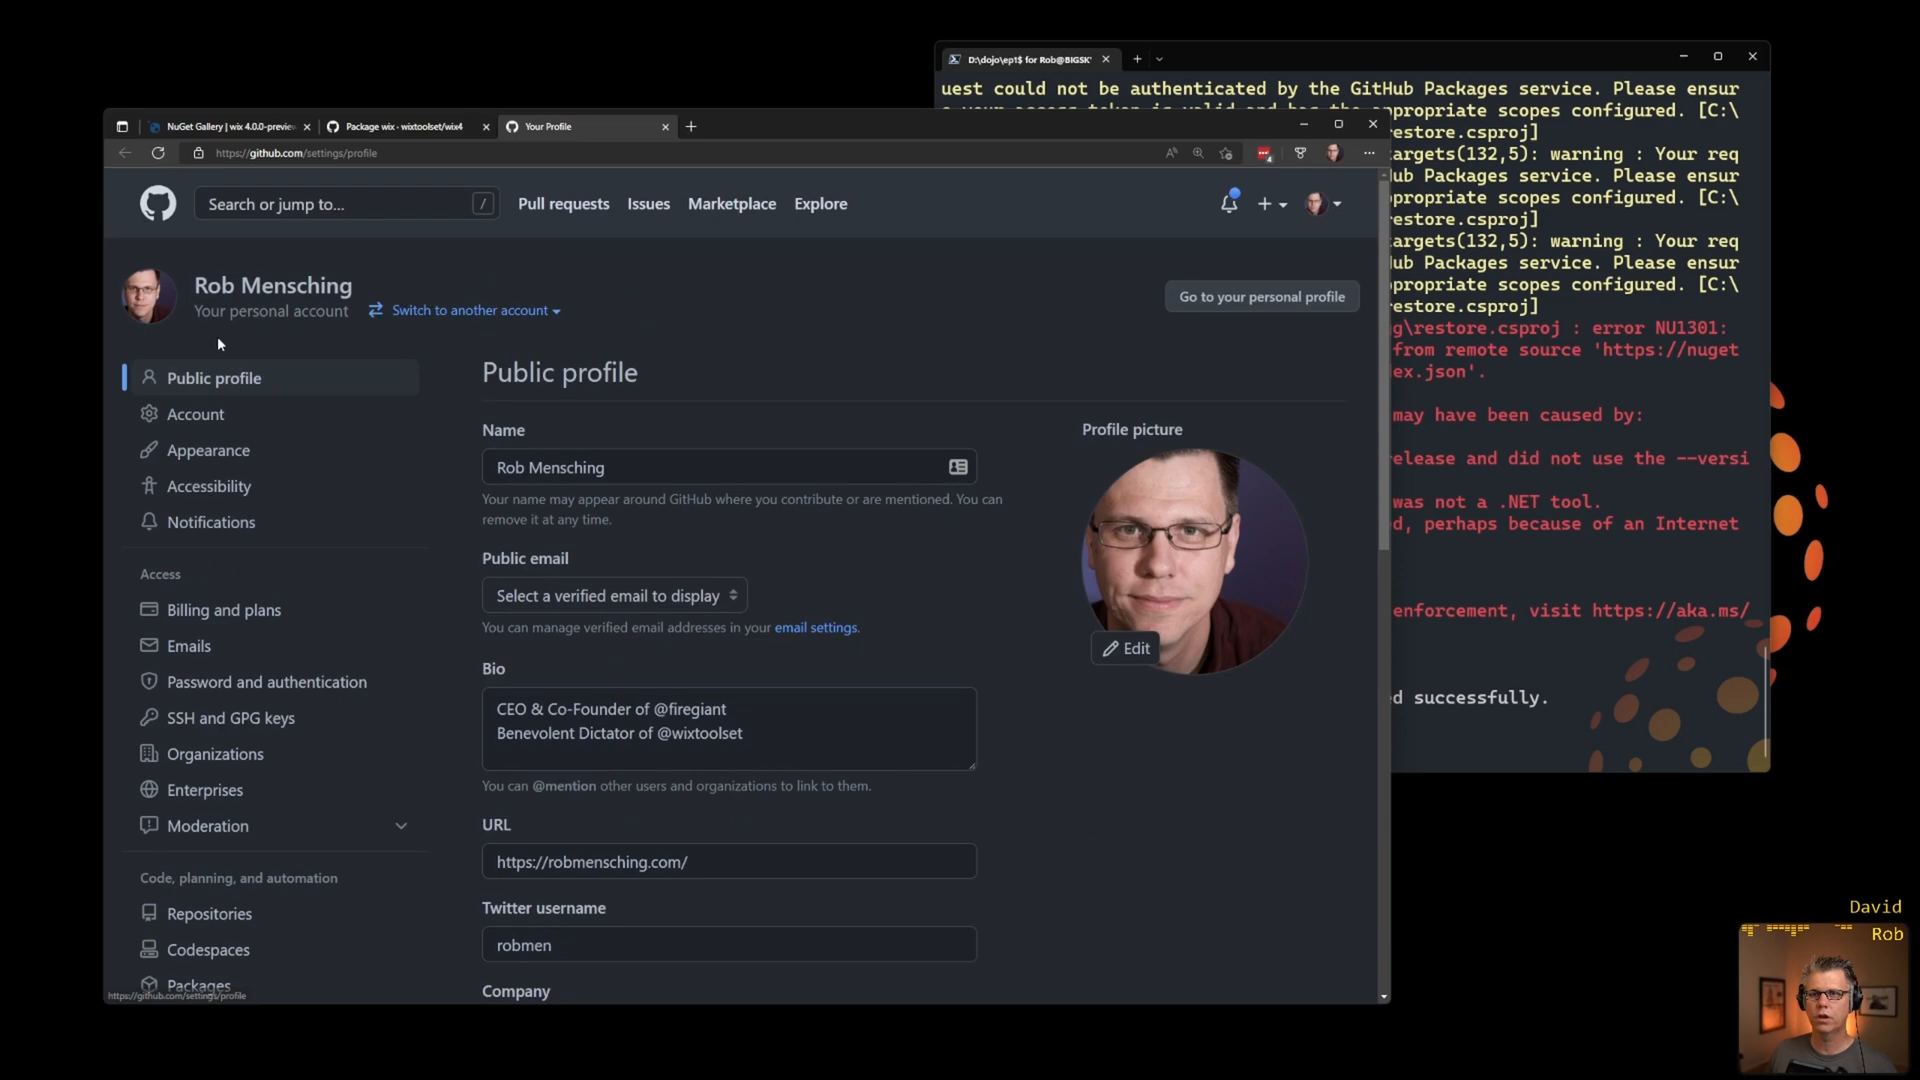 D:\dojo\ep1$ for Rob@BIGSK
uest could not be authenticated by the GitHub Packages service. Please ensur
propriate scopes configured. [C:\
restore.csproj]
argets(132,5): warning : Your req
Hub Packages service. Please ensur
propriate scopes configured. [C:\
restore.csproj]
argets(132,5): warning : Your req
Hub Packages service. Please ensur
propriate scopes configured. [C:\
restore.csproj]
g\restore.csproj : error NU1301:
from remote source 'https://nuget
ex.json'.
may have been caused by:
elease and did not use the --versi
was not a .NET tool.
d, perhaps because of an Internet
enforcement, visit https://aka.ms/
d successfully.
NuGet Gallery | wix 4.0.0-preview
Package wix · wixtoolset/wix4
Your Profile
https://github.com/settings/profile
Search or jump to...
/
Pull requests
Issues
Marketplace
Explore
Rob Mensching
Your personal account
Switch to another account
Go to your personal profile
Public profile
Account
Appearance
Accessibility
Notifications
Access
Billing and plans
Emails
Password and authentication
SSH and GPG keys
Organizations
Enterprises
Moderation
Code, planning, and automation
Repositories
Codespaces
Packages
https://github.com/settings/profile
Public profile
Name
Rob Mensching
Your name may appear around GitHub where you contribute or are mentioned. You can
remove it at any time.
Public email
Select a verified email to display
You can manage verified email addresses in your email settings.
Bio
CEO & Co-Founder of @firegiant
Benevolent Dictator of @wixtoolset
You can @mention other users and organizations to link to them.
URL
https://robmensching.com/
Twitter username
robmen
Company
Profile picture
Edit
David
Rob